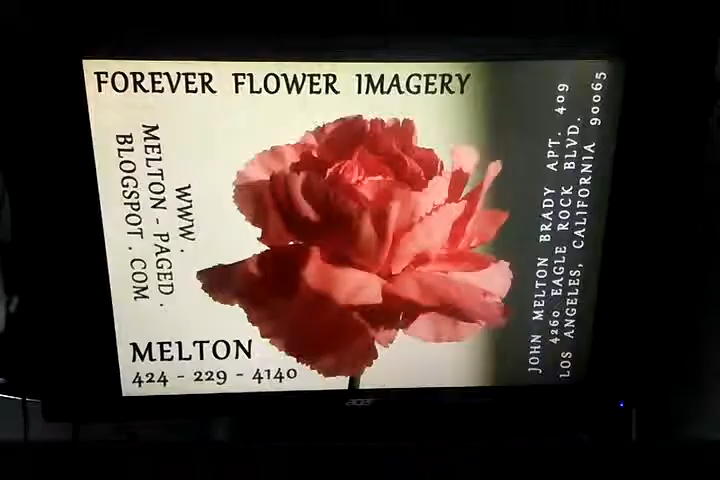 FOREVER FLOWER IMAGERY
WWW.
MELTON - PAGED.
BLOGSPOT . COM
MELTON
424 - 229 - 4140
JOHN MELTON BRADY APT. 409
4260 EAGLE ROCK BLVD.
LOS ANGELES, CALIFORNIA 90065
acer